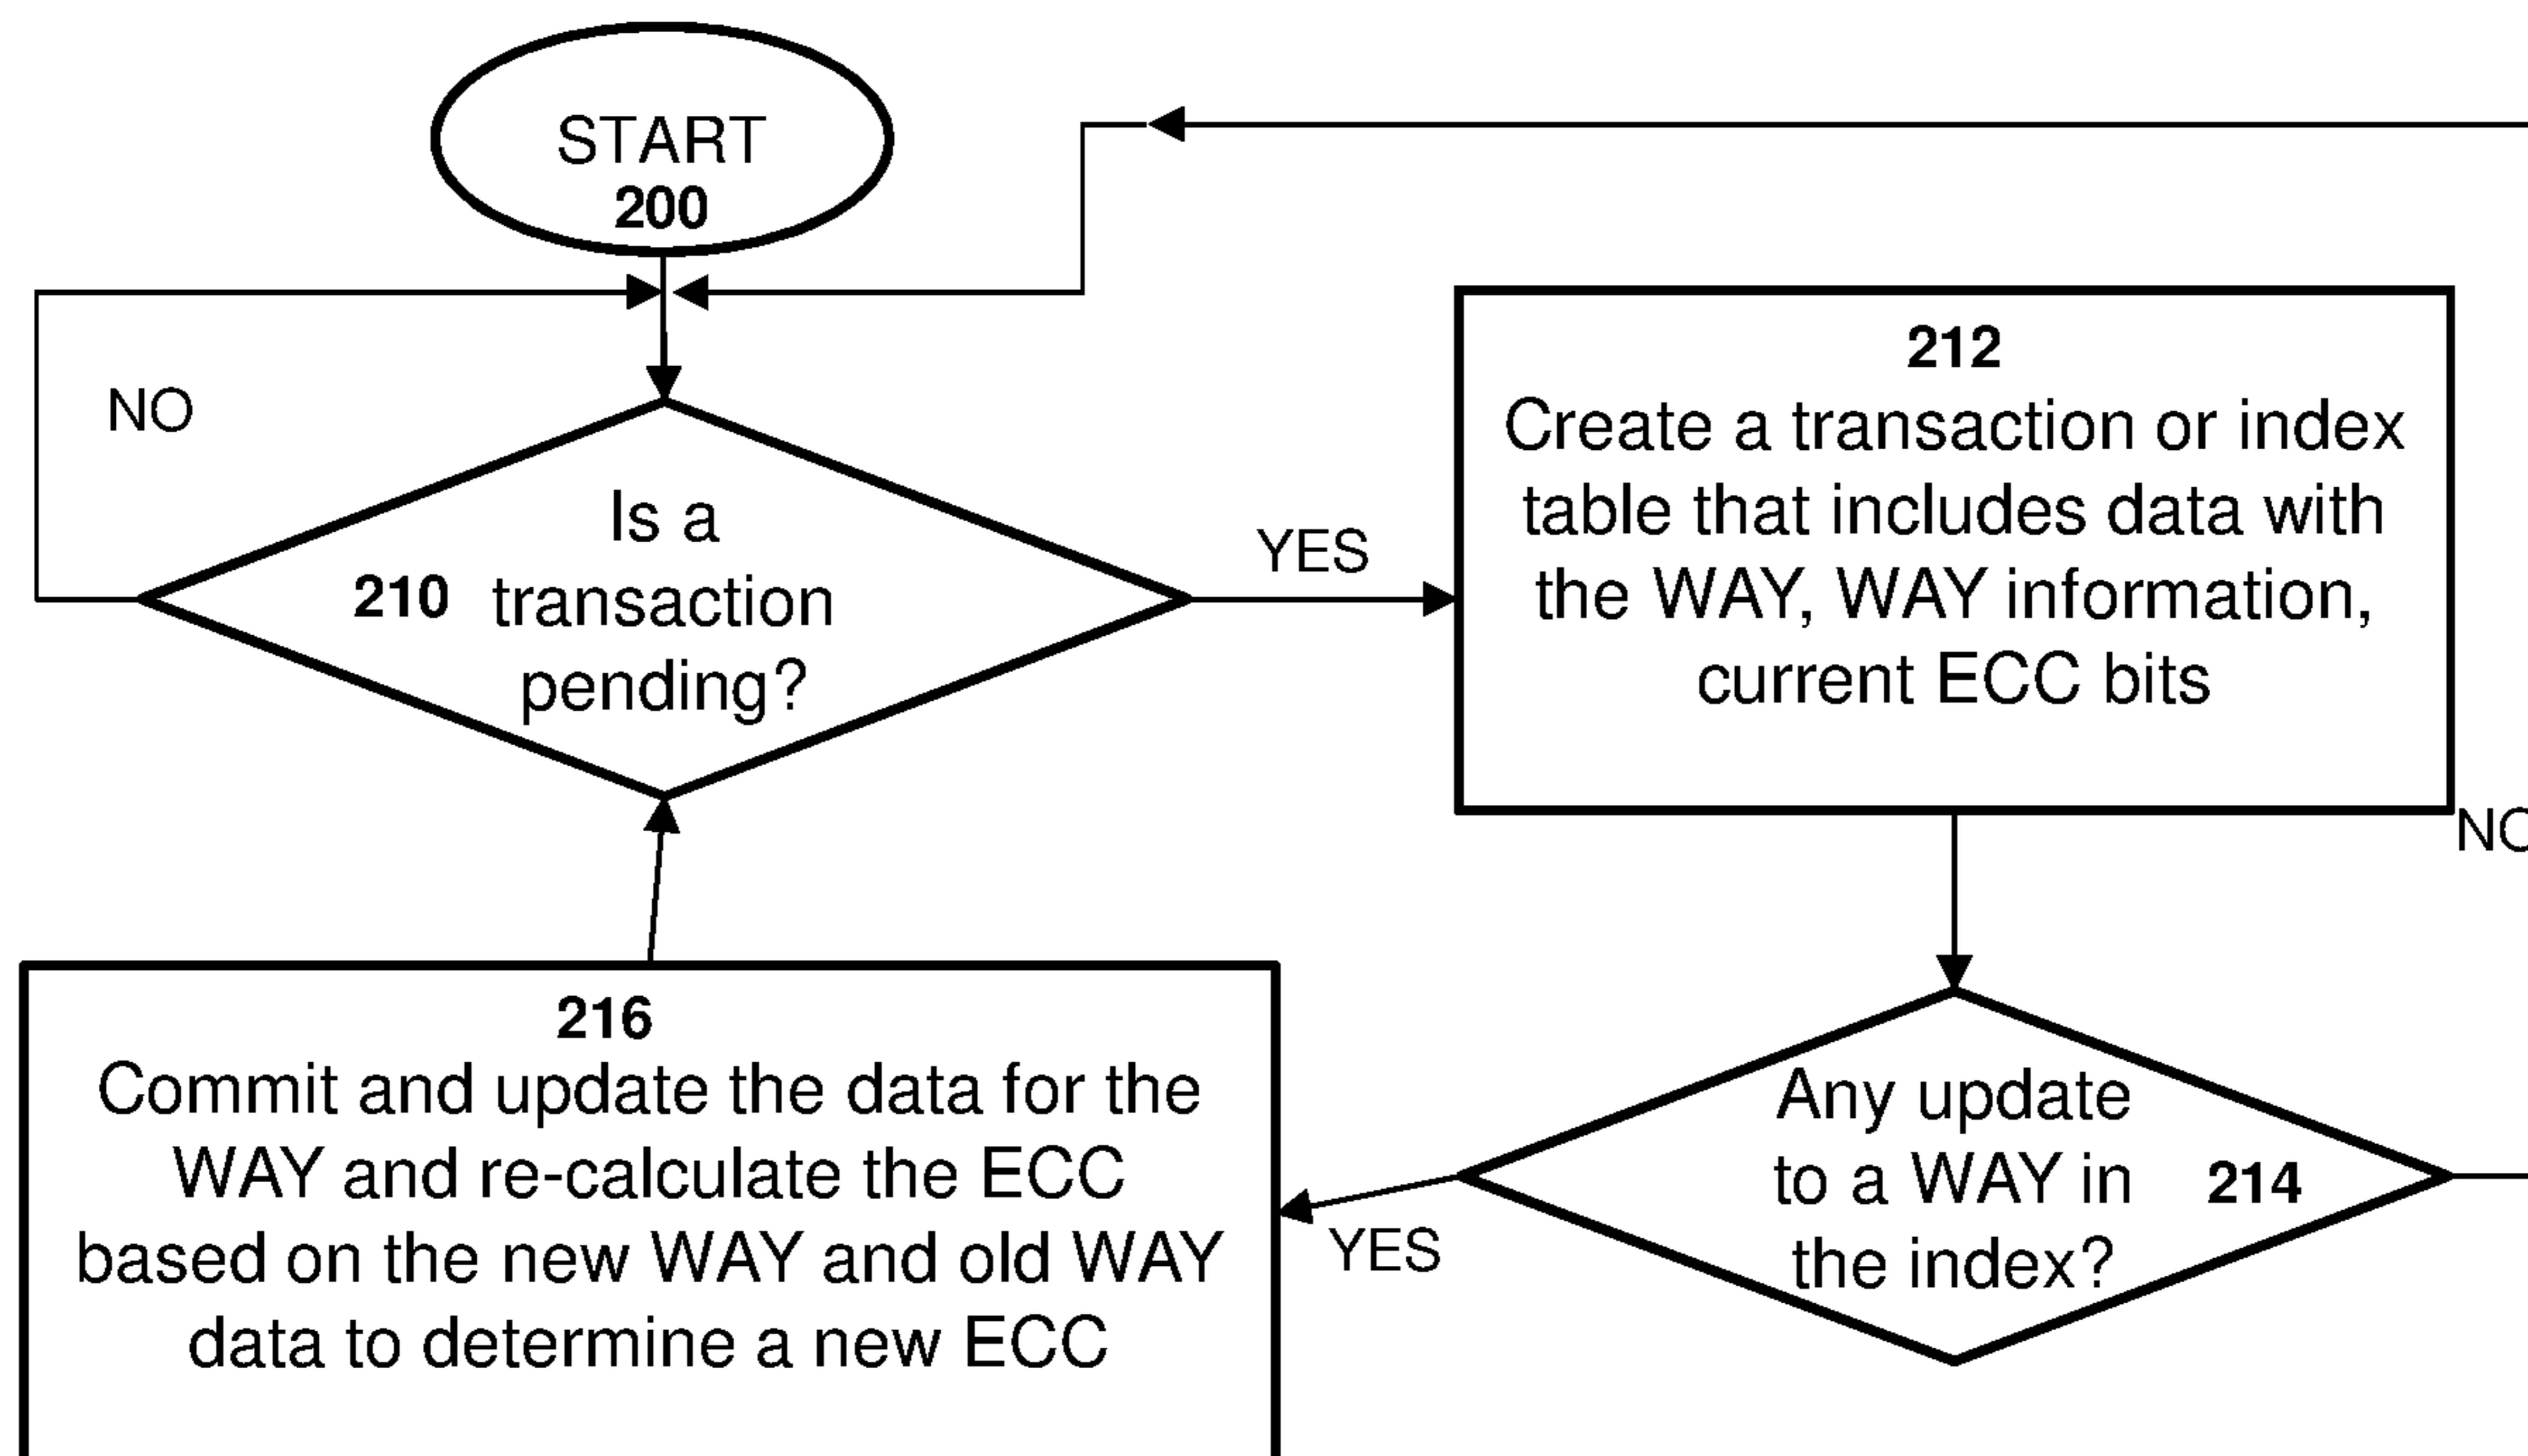 START
200
NO
Is a
210 transaction
pending?
YES
212
Create a transaction or index
table that includes data with
the WAY, WAY information,
current ECC bits
NO
Any update
to a WAY in 214
the index?
YES
216
Commit and update the data for the
WAY and re-calculate the ECC
based on the new WAY and old WAY
data to determine a new ECC